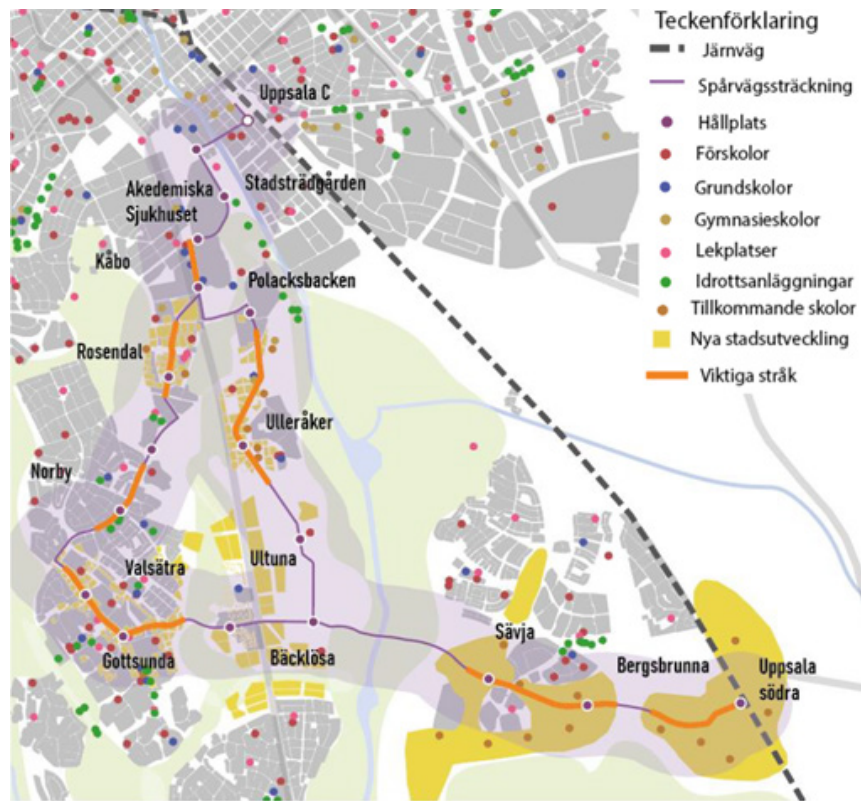 Teckenförklaring
Järnväg
Spårvägssträckning
Hållplats
Förskolor
Grundskolor
Gymnasieskolor
Lekplatser
Idrottsanläggningar
Tillkommande skolor
Nya stadsutveckling
Viktiga stråk
Uppsala C
Stadsträdgården
Akedemiska
Sjukhuset
Kåbo
Polacksbacken
Rosendal
Ulleråker
Norby
Valsätra
Ultuna
Gottsunda
Bäcklösa
Sävja
Bergsbrunna
Uppsala
södra